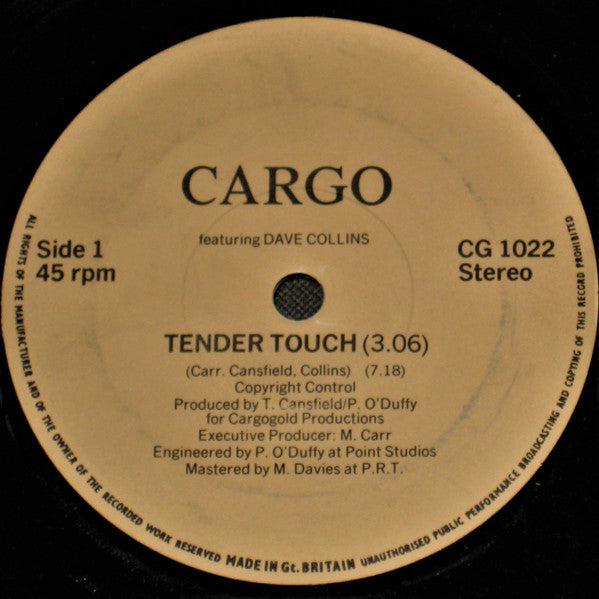 CARGO
featuring DAVE COLLINS
Side 1
45 rpm
CG 1022
Stereo
TENDER TOUCH (3.06)
(Carr. Cansfield, Collins) (7.18)
Copyright Control
Produced by T. Cansfield/P. O'Duffy
for Cargogold Productions
Executive Producer: M. Carr
Engineered by P. O'Duffy at Point Studios
Mastered by M. Davies at P.R.T.
ALL RIGHTS OF THE MANUFACTURER AND OF THE OWNER OF THE RECORDED WORK RESERVED MADE IN Gt. BRITAIN UNAUTHORISED PUBLIC PERFORMANCE BROADCASTING AND COPYING OF THIS RECORD PROHIBITED